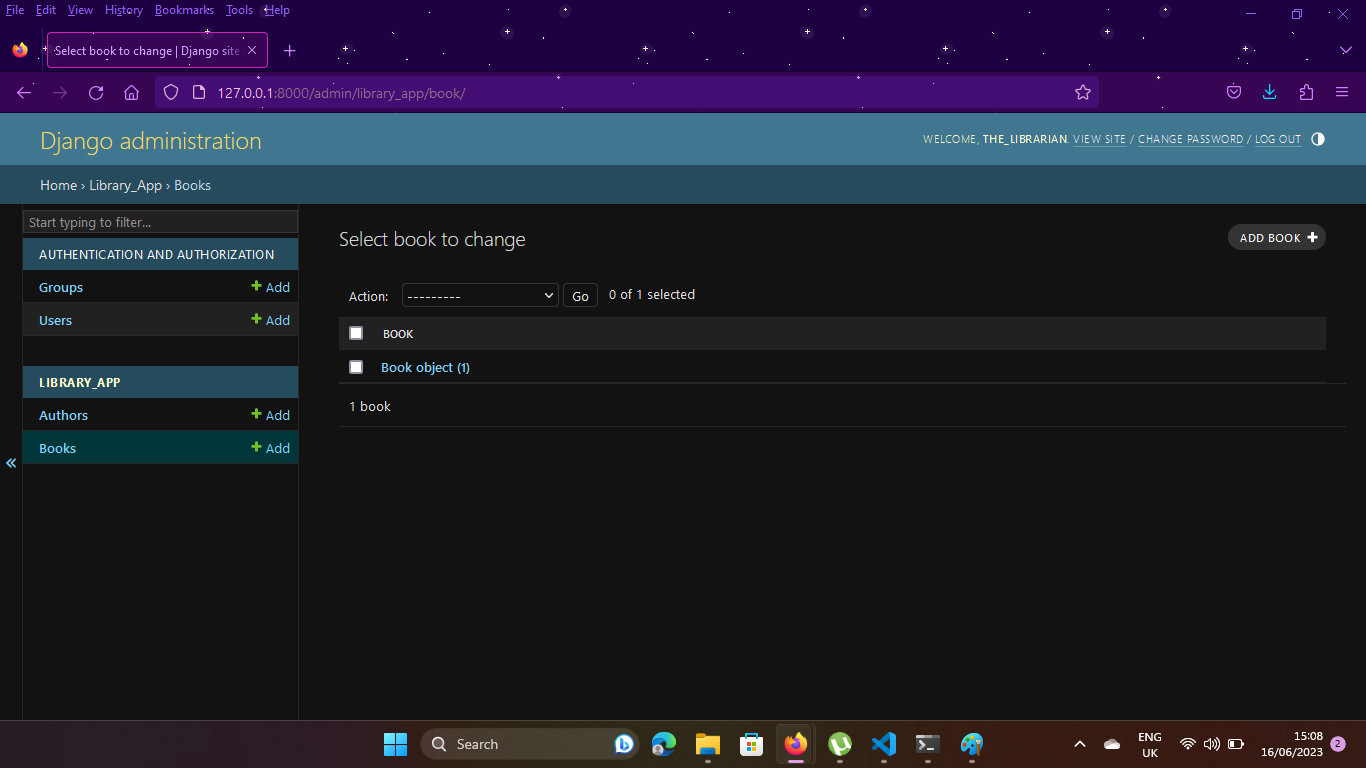 File Edit View History Bookmarks Tools Help
Select book to change | Django site
127.0.0.1:8000/admin/library_app/book/
Django administration
WELCOME, THE_LIBRARIAN. VIEW SITE / CHANGE PASSWORD / LOG OUT
Home › Library_App › Books
Start typing to filter...
AUTHENTICATION AND AUTHORIZATION
Groups + Add
Users + Add
LIBRARY_APP
Authors + Add
Books + Add
«
Select book to change
ADD BOOK +
Action: --------- Go 0 of 1 selected
BOOK
Book object (1)
1 book
Search
ENG
UK
15:08
16/06/2023
2